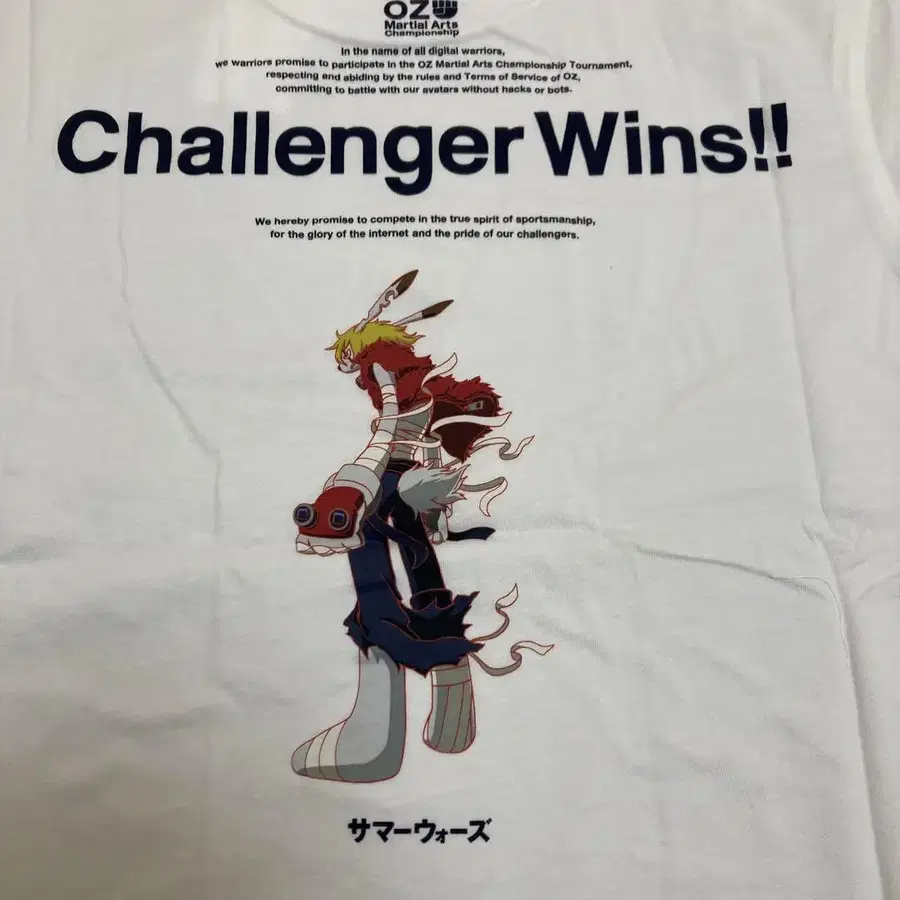 OZ
Martial Arts
Championship
In the name of all digital warriors,
we warriors promise to participate in the OZ Martial Arts Championship Tournament,
respecting and abiding by the rules and Terms of Service of OZ,
committing to battle with our avatars without hacks or bots.
Challenger Wins!!
We hereby promise to compete in the true spirit of sportsmanship,
for the glory of the internet and the pride of our challengers.
サマーウォーズ